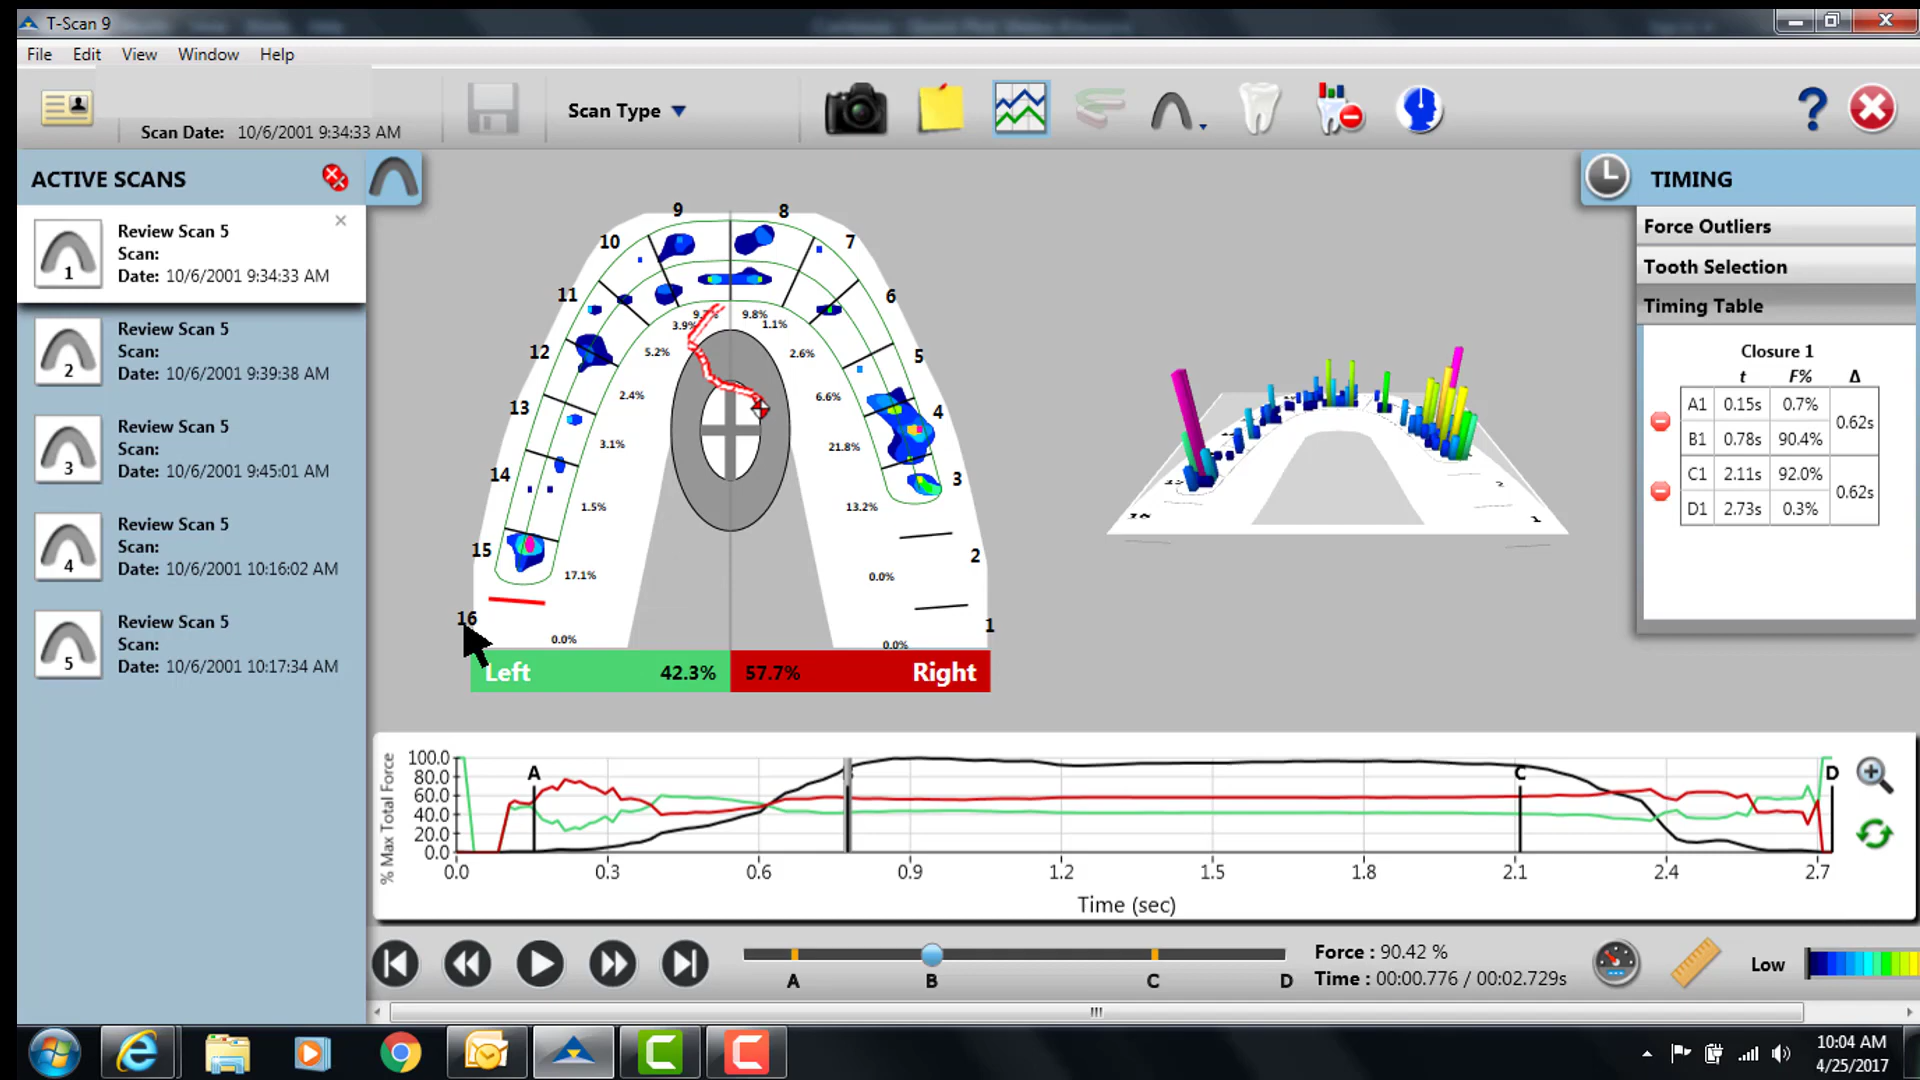 T-Scan 9
File Edit View Window Help
Scan Date: 10/6/2001 9:34:33 AM
Scan Type
ACTIVE SCANS
1
Review Scan 5
Scan:
Date: 10/6/2001 9:34:33 AM
2
Review Scan 5
Scan:
Date: 10/6/2001 9:39:38 AM
3
Review Scan 5
Scan:
Date: 10/6/2001 9:45:01 AM
4
Review Scan 5
Scan:
Date: 10/6/2001 10:16:02 AM
5
Review Scan 5
Scan:
Date: 10/6/2001 10:17:34 AM
9 8
10 7
11 6
9.8%
3.9% 1.1%
12 5.2% 2.6% 5
13 2.4% 6.6% 4
3.1% 21.8%
14 1.5% 13.2% 3
15 17.1% 0.0% 2
16 0.0% 0.0% 1
Left 42.3% 57.7% Right
16 1
TIMING
Force Outliers
Tooth Selection
Timing Table
Closure 1
t F% Δ
A1 0.15s 0.7% 0.62s
B1 0.78s 90.4%
C1 2.11s 92.0% 0.62s
D1 2.73s 0.3%
% Max Total Force
100.0
80.0
60.0
40.0
20.0
0.0
A C D
0.0 0.3 0.6 0.9 1.2 1.5 1.8 2.1 2.4 2.7
Time (sec)
A B C D
Force : 90.42 %
Time : 00:00.776 / 00:02.729s
Low
10:04 AM
4/25/2017